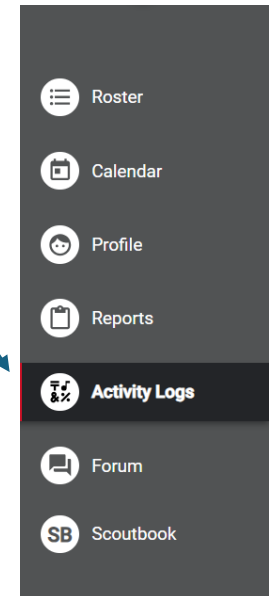 Roster
Calendar
Profile
Reports
Activity Logs
Forum
SB Scoutbook